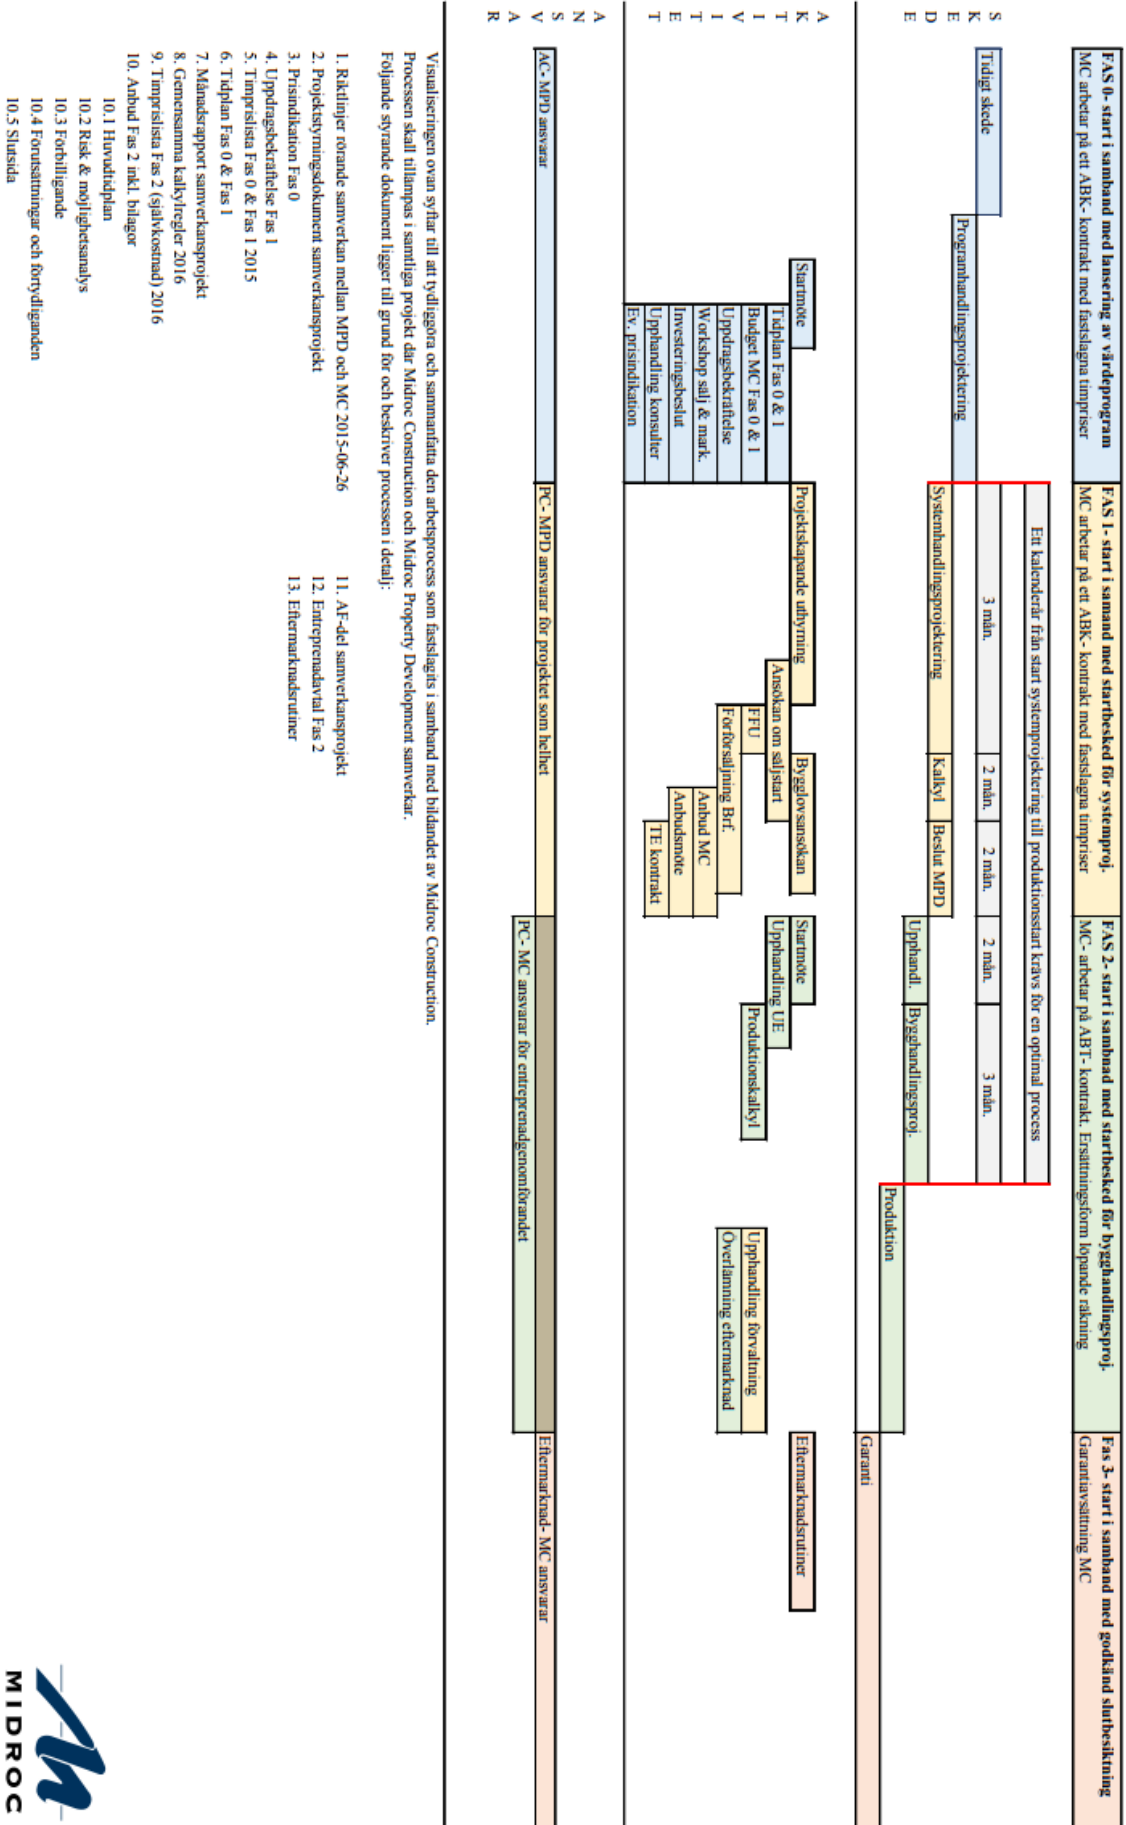 FAS 0- start i samband med lansering av värdeprogram
MC arbetar på ett ABK- kontrakt med fastslagna timpriser
FAS 1- start i samand med startbesked för systemproj.
MC arbetar på ett ABK- kontrakt med fastslagna timpriser
FAS 2- start i sambnad med startbesked för bygghandlingsproj.
MC- arbetar på ABT- kontrakt. Ersättningsform löpande räkning
Fas 3- start i samband med godkänd slutbesiktning
Garantiavsättning MC
Ett kalenderår från start systemprojektering till produktionsstart krävs för en optimal process
SKEDE
Tidigt skede
3 mån.
2 mån.
2 mån.
2 mån.
3 mån.
Programhandlingsprojektering
Systemhandlingsprojektering
Kalkyl
Beslut MPD
Upphandl.
Bygghandlingsproj.
Produktion
Garanti
AKTIVITET
Startmöte
Projektskapande uthyrning
Bygglovsansökan
Startmöte
Eftermarknadsrutiner
Tidplan Fas 0 & 1
Ansökan om säljstart
Upphandling UE
Budget MC Fas 0 & 1
FFU
Produktionskalkyl
Upphandling förvaltning
Uppdragsbekräftelse
Förförsäljning Brf.
Överlämning eftermarknad
Workshop sälj & mark.
Anbud MC
Investeringsbeslut
Anbudsmöte
Upphandling konsulter
TE kontrakt
Ev. prisindikation
ANSVAR
AC- MPD ansvarar
PC- MPD ansvarar för projektet som helhet
Eftermarknad- MC ansvarar
PC- MC ansvarar för entreprenadgenomförandet
Visualiseringen ovan syftar till att tydliggöra och sammanfatta den arbetsprocess som fastslagits i samband med bildandet av Midroc Construction.
Processen skall tillämpas i samtliga projekt där Midroc Construction och Midroc Property Development samverkar.
Följande styrande dokument ligger till grund för och beskriver processen i detalj:
1. Riktlinjer rörande samverkan mellan MPD och MC 2015-06-26
2. Projektstyrningsdokument samverkansprojekt
3. Prisindikation Fas 0
4. Uppdragsbekräftelse Fas 1
5. Timprislista Fas 0 & Fas 1 2015
6. Tidplan Fas 0 & Fas 1
7. Månadsrapport samverkansprojekt
8. Gemensamma kalkylregler 2016
9. Timprislista Fas 2 (självkostnad) 2016
10. Anbud Fas 2 inkl. bilagor
10.1 Huvudtidplan
10.2 Risk & möjlighetsanalys
10.3 Förbilligande
10.4 Förutsättningar och förtydliganden
10.5 Slutsida
11. AF-del samverkansprojekt
12. Entreprenadavtal Fas 2
13. Eftermarknadsrutiner
MIDROC